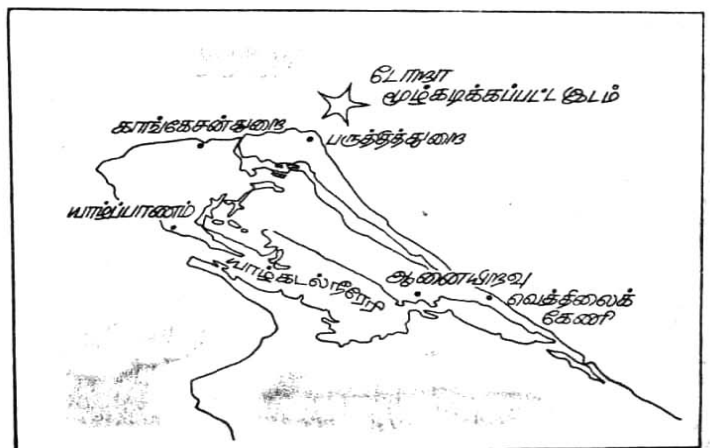 டோறா
மூழ்கடிக்கப்பட்ட இடம்
காங்கேசன்துறை
பருத்தித்துறை
யாழ்ப்பாணம்
யாழ்கடல்நீரேரி
ஆனையிறவு
வெத்திலைக்
கேணி